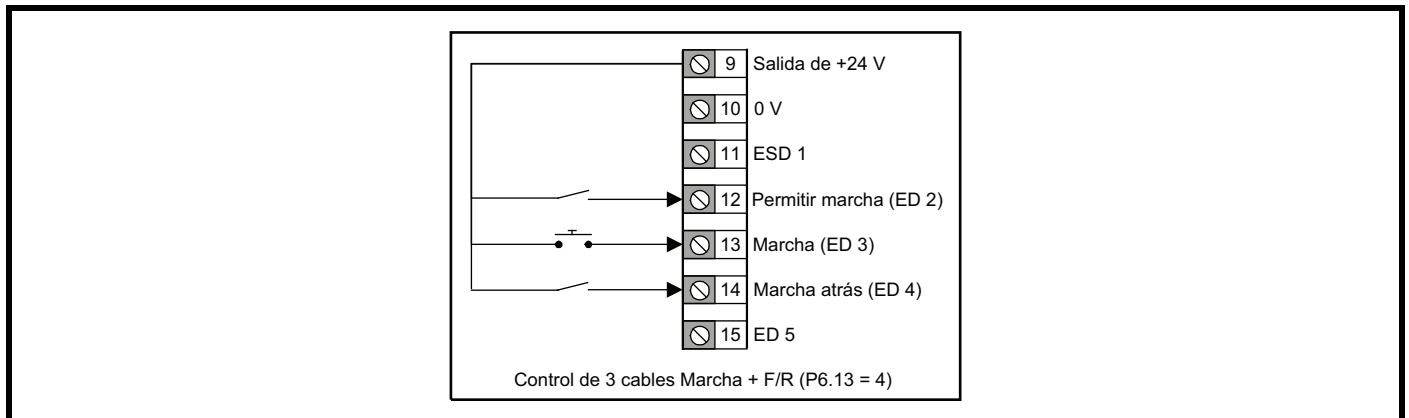 9 Salida de +24 V
10 0 V
11 ESD 1
12 Permitir marcha (ED 2)
13 Marcha (ED 3)
14 Marcha atrás (ED 4)
15 ED 5
Control de 3 cables Marcha + F/R (P6.13 = 4)